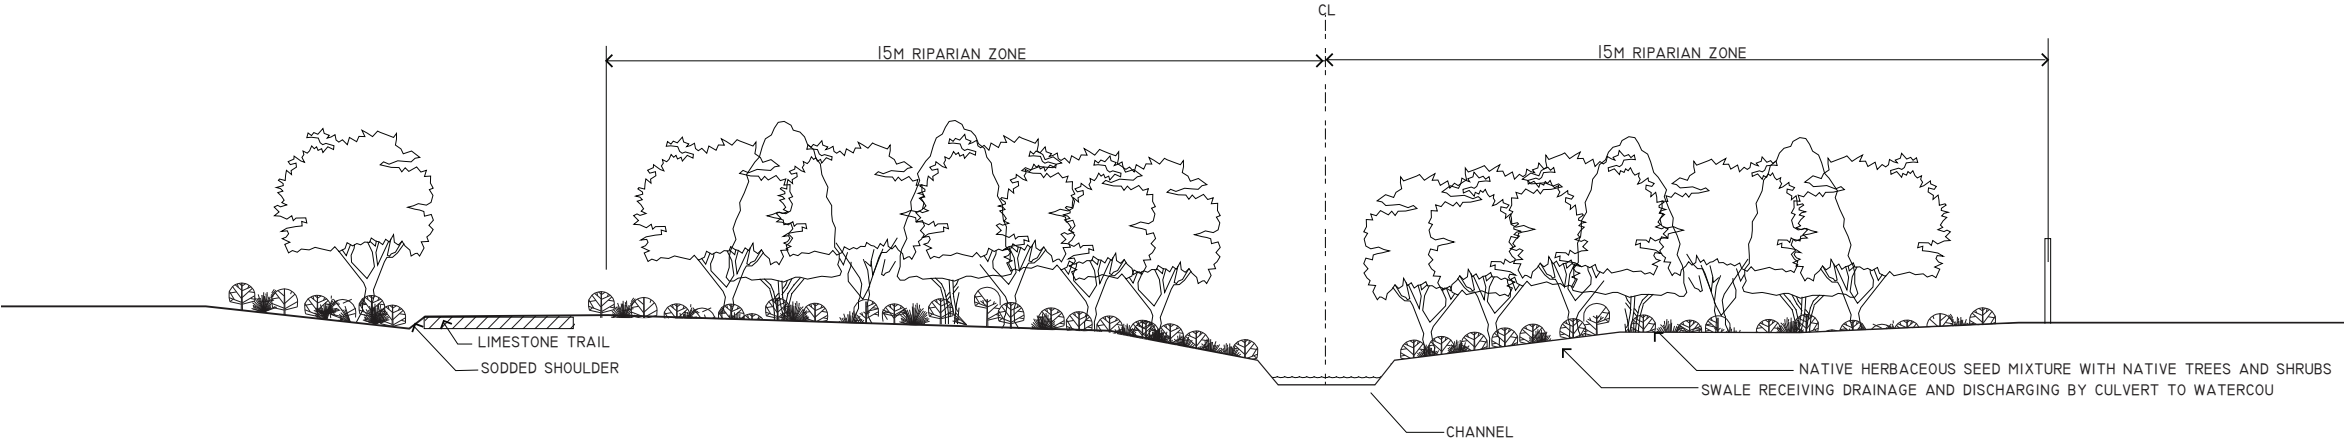 CL
15M RIPARIAN ZONE
15M RIPARIAN ZONE
LIMESTONE TRAIL
SODDED SHOULDER
NATIVE HERBACEOUS SEED MIXTURE WITH NATIVE TREES AND SHRUBS
SWALE RECEIVING DRAINAGE AND DISCHARGING BY CULVERT TO WATERCOU
CHANNEL